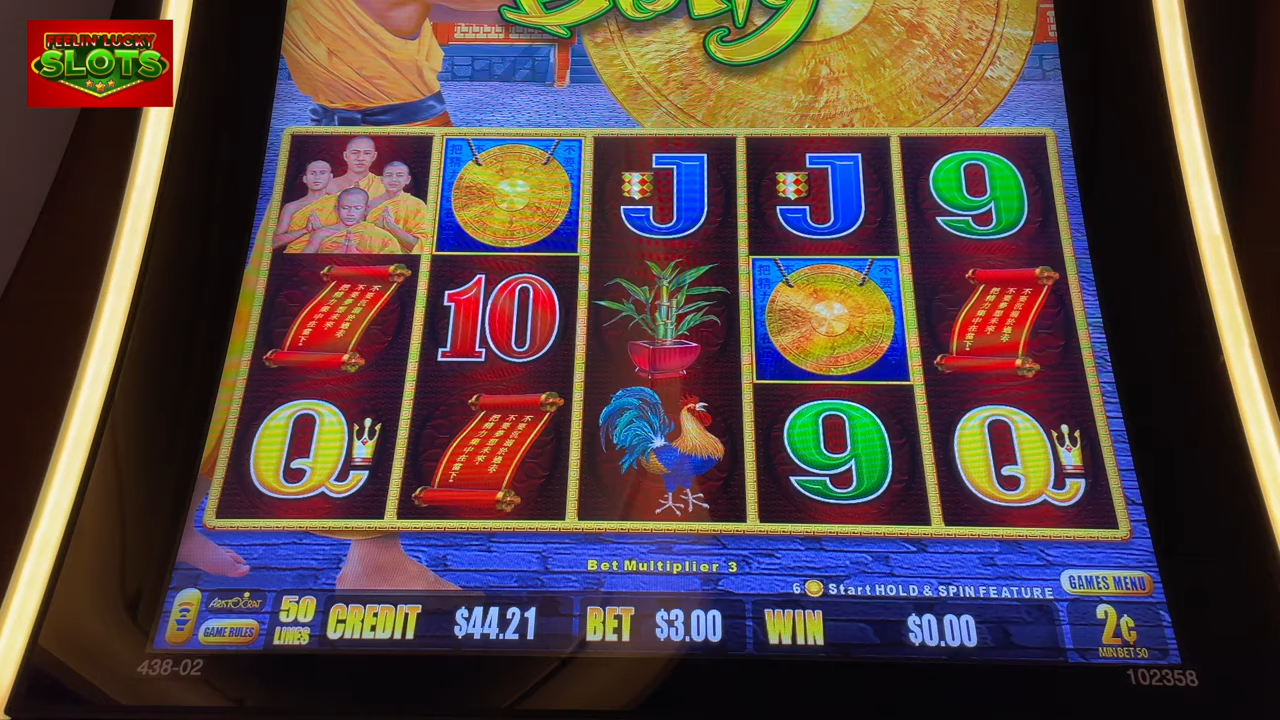 FEELIN' LUCKY
SLOTS
J
J
9
10
Q
9
Q
Bet Multiplier 3
6 Start HOLD & SPIN FEATURE
GAMES MENU
ARISTOCRAT
GAME RULES
50
LINES
CREDIT $44.21
BET $3.00
WIN $0.00
2¢
MIN BET 50
438-02
102358